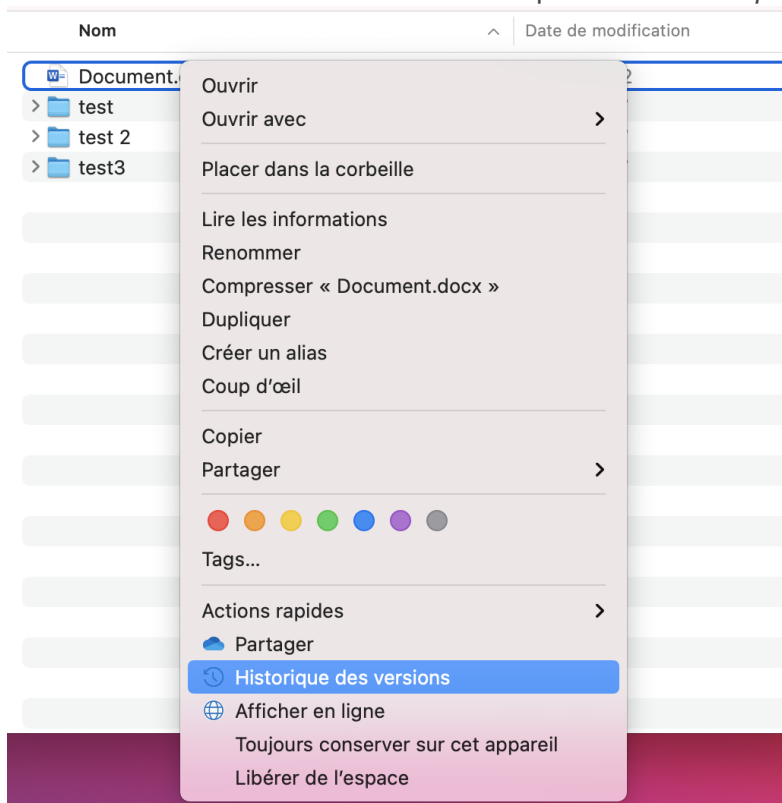 Nom
Date de modification
Document.
test
test 2
test3
Ouvrir
Ouvrir avec
Placer dans la corbeille
Lire les informations
Renommer
Compresser « Document.docx »
Dupliquer
Créer un alias
Coup d’œil
Copier
Partager
Tags...
Actions rapides
Partager
Historique des versions
Afficher en ligne
Toujours conserver sur cet appareil
Libérer de l’espace